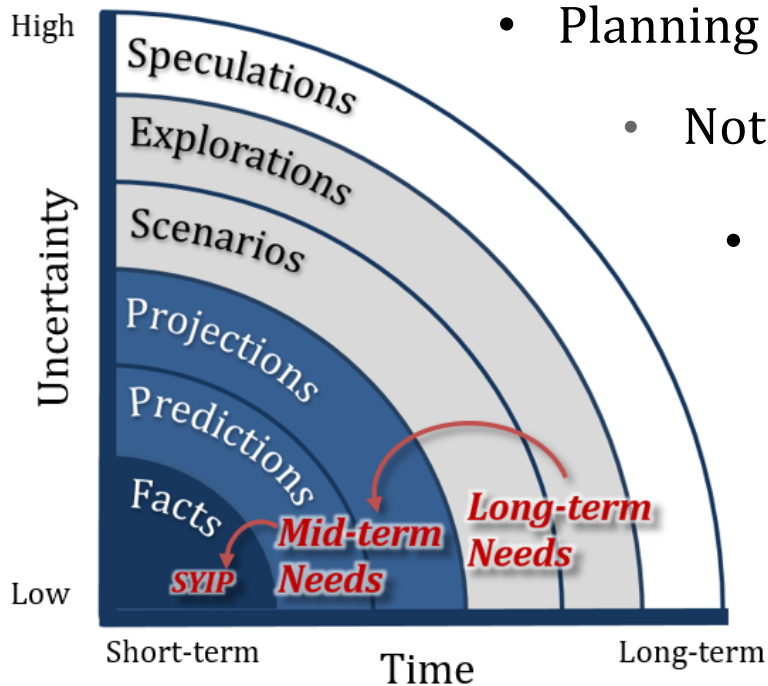 High
• Planning
• Not
•
Speculations
Explorations
Scenarios
Projections
Predictions
Facts
Uncertainty
Long-term
Needs
Mid-term
Needs
SYIP
Low
Short-term
Time
Long-term